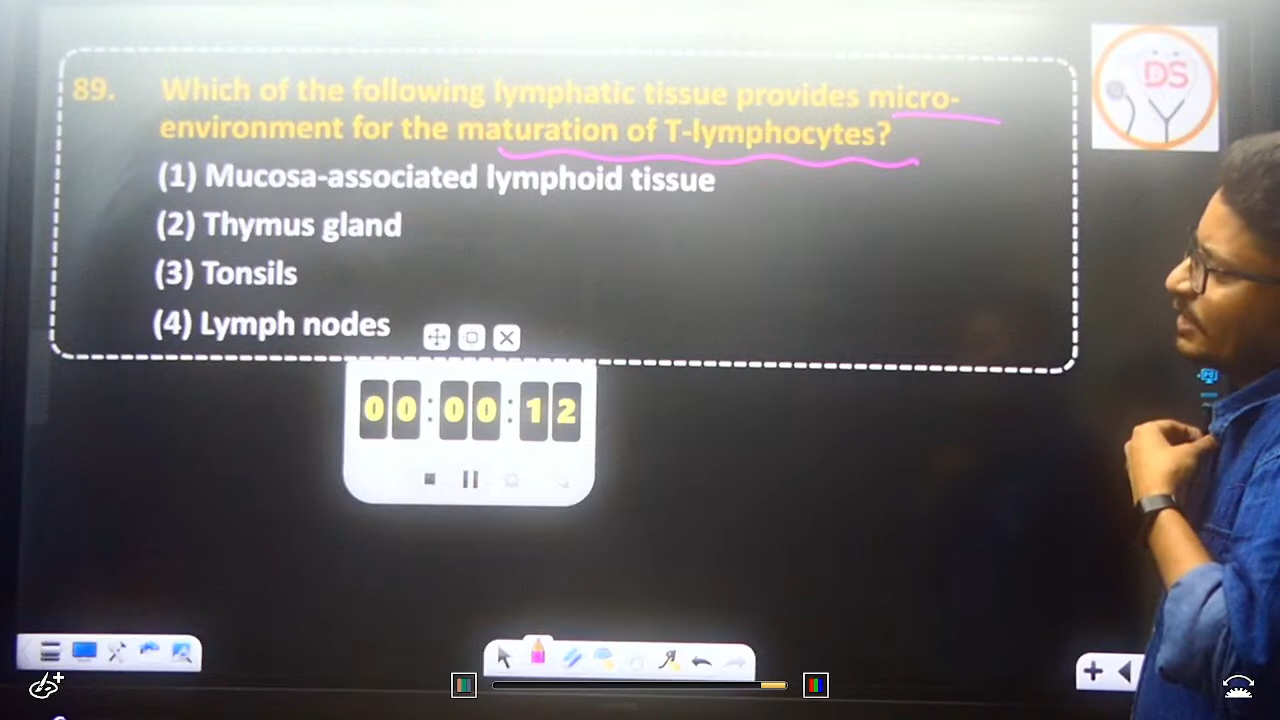 DS
89. Which of the following lymphatic tissue provides micro-
environment for the maturation of T-lymphocytes?
(1) Mucosa-associated lymphoid tissue
(2) Thymus gland
(3) Tonsils
(4) Lymph nodes
00:00:12